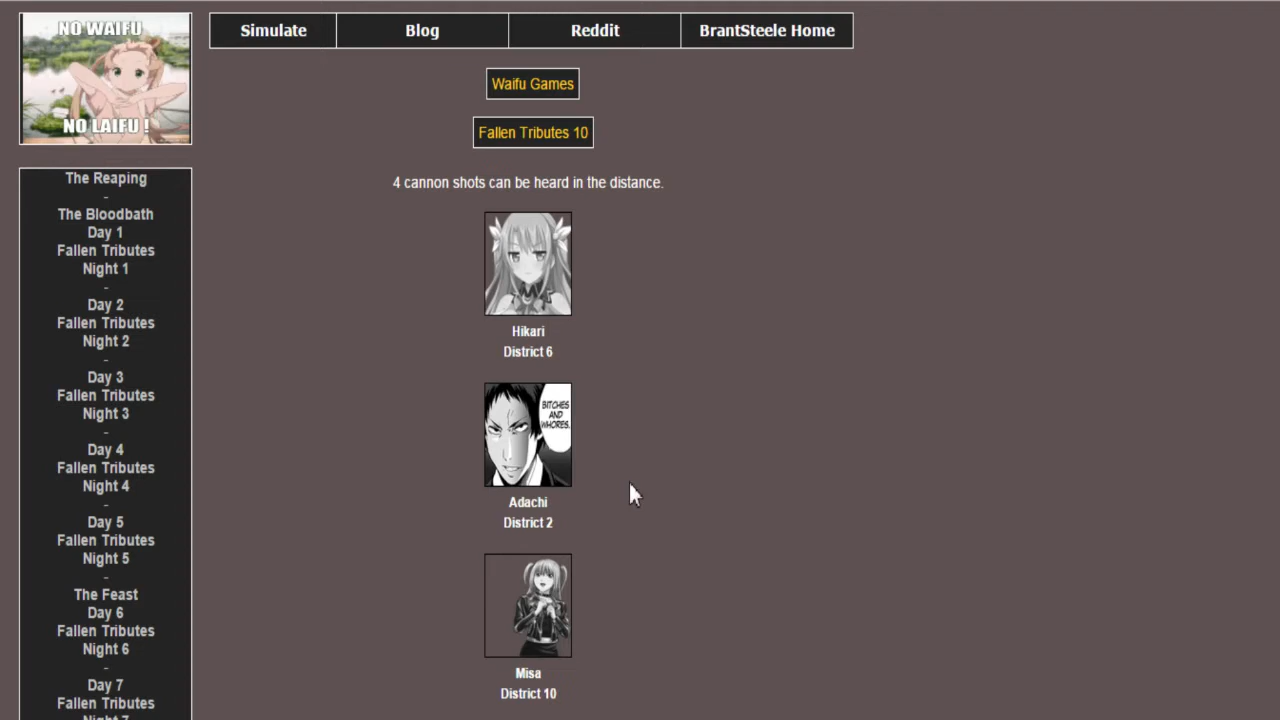 NO WAIFU
NO LAIFU !
Simulate
Blog
Reddit
BrantSteele Home
Waifu Games
Fallen Tributes 10
4 cannon shots can be heard in the distance.
Hikari
District 6
BITCHES
AND
WHORES.
Adachi
District 2
Misa
District 10
The Reaping
-
The Bloodbath
Day 1
Fallen Tributes
Night 1
-
Day 2
Fallen Tributes
Night 2
-
Day 3
Fallen Tributes
Night 3
-
Day 4
Fallen Tributes
Night 4
-
Day 5
Fallen Tributes
Night 5
-
The Feast
Day 6
Fallen Tributes
Night 6
-
Day 7
Fallen Tributes
Night 7